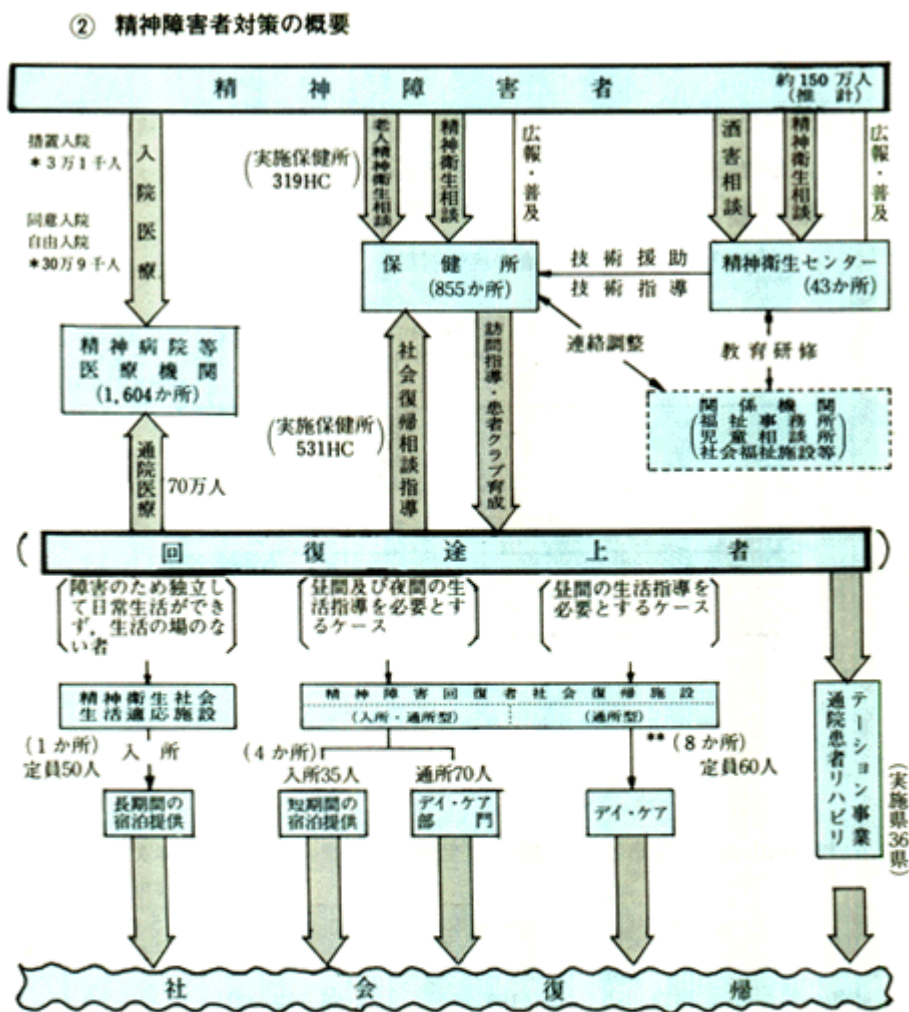 ② 精神障害者対策の概要
精神障害者
約150万人
(推計)
措置入院
*3万1千人
同意入院
自由入院
*30万9千人
入院医療
(実施保健所
319HC)
老人精神衛生相談
精神衛生相談
広報・普及
酒害相談
精神衛生相談
広報・普及
保健所
(855か所)
技術援助
技術指導
精神衛生センター
(43か所)
精神病院等
医療機関
(1,604か所)
連絡調整
教育研修
関係機関
(福祉事務所
児童相談所
社会福祉施設等)
通院医療
70万人
(実施保健所
531HC)
社会復帰相談指導
訪問指導・患者クラブ育成
(回復途上者)
(障害のため独立し
て日常生活ができ
ず,生活の場のな
い者)
(昼間及び夜間の生
活指導を必要とす
るケース)
(昼間の生活指導を
必要とするケース)
精神衛生社会
生活適応施設
精神障害回復者社会復帰施設
(入所・通所型)
(通所型)
(1か所)
定員50人
入所
(4か所)
入所35人
通所70人
**(8か所)
定員60人
長期間の
宿泊提供
短期間の
宿泊提供
デイ・ケア
部門
デイ・ケア
通院患者リハビリ
テーション事業
(実施県36県)
社会復帰